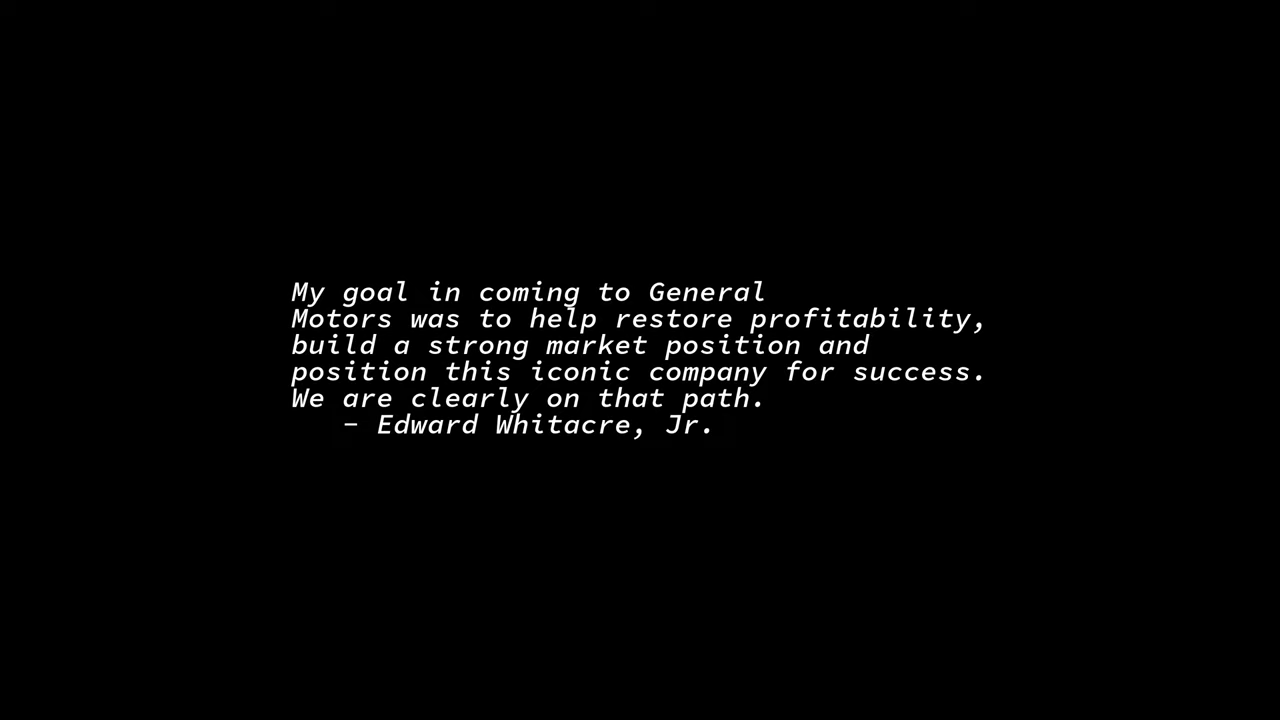 My goal in coming to General
Motors was to help restore profitability,
build a strong market position and
position this iconic company for success.
We are clearly on that path.
– Edward Whitacre, Jr.